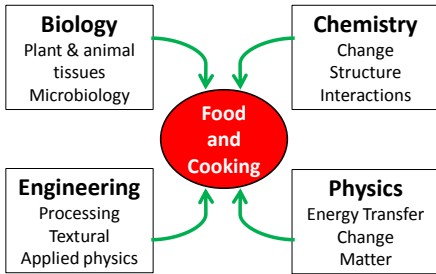 Biology
Plant & animal
tissues
Microbiology
Chemistry
Change
Structure
Interactions
Food
and
Cooking
Engineering
Processing
Textural
Applied physics
Physics
Energy Transfer
Change
Matter